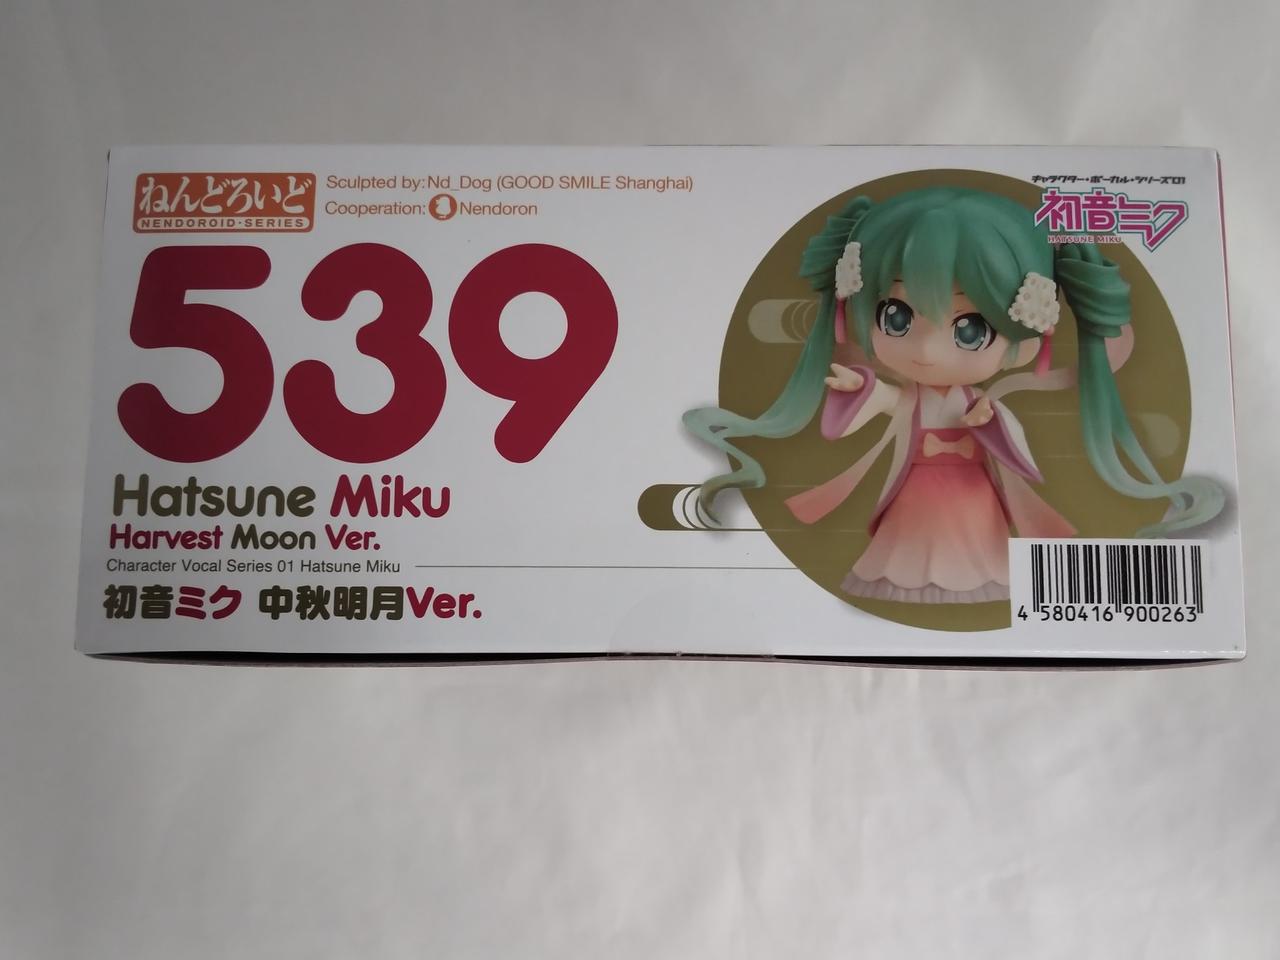 ねんどろいど
NENDOROID・SERIES
Sculpted by: Nd_Dog (GOOD SMILE Shanghai)
Cooperation: Nendoron
539
Hatsune Miku
Harvest Moon Ver.
Character Vocal Series 01 Hatsune Miku
初音ミク 中秋明月Ver.
キャラクター・ボーカル・シリーズ01
初音ミク
HATSUNE MIKU
4 580416 900263